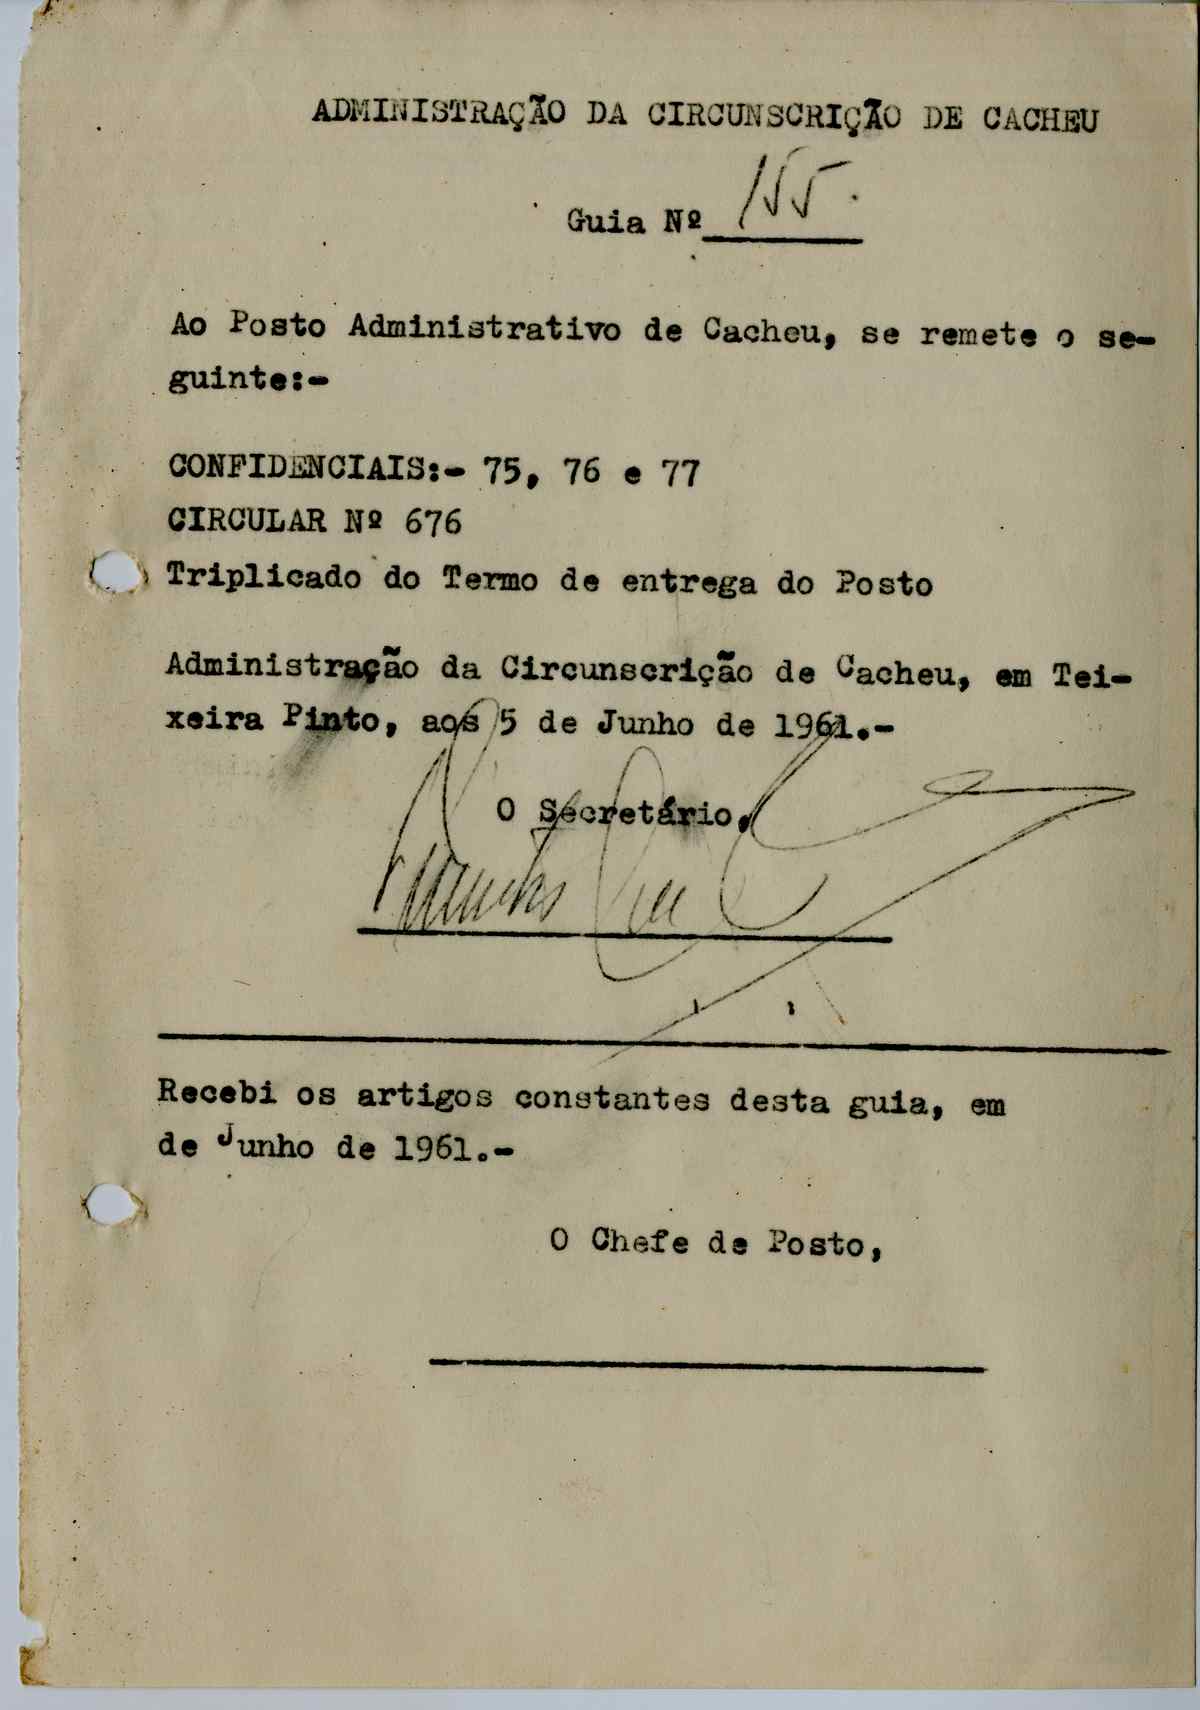 ADMINISTRAÇÃO DA CIRCUNSCRIÇÃO DE CACHEU
Guia Nº 155.
Ao Posto Administrativo de Cacheu, se remete o se-
guinte:-
CONFIDENCIAIS:- 75, 76 e 77
CIRCULAR Nº 676
Triplicado do Termo de entrega do Posto
Administração da Circunscrição de Cacheu, em Tei-
xeira Pinto, aos 5 de Junho de 1961.-
O Secretário,
Recebi os artigos constantes desta guia, em
de Junho de 1961.-
O Chefe de Posto,